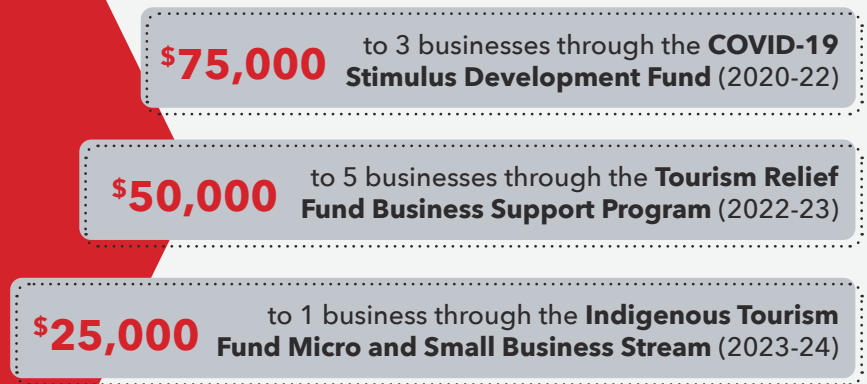 $75,000 to 3 businesses through the COVID-19
Stimulus Development Fund (2020-22)
$50,000 to 5 businesses through the Tourism Relief
Fund Business Support Program (2022-23)
$25,000 to 1 business through the Indigenous Tourism
Fund Micro and Small Business Stream (2023-24)